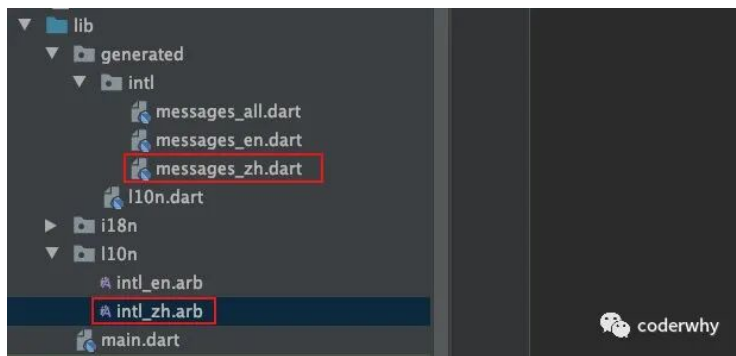 lib
generated
intl
messages_all.dart
messages_en.dart
messages_zh.dart
l10n.dart
i18n
l10n
intl_en.arb
intl_zh.arb
main.dart
coderwhy